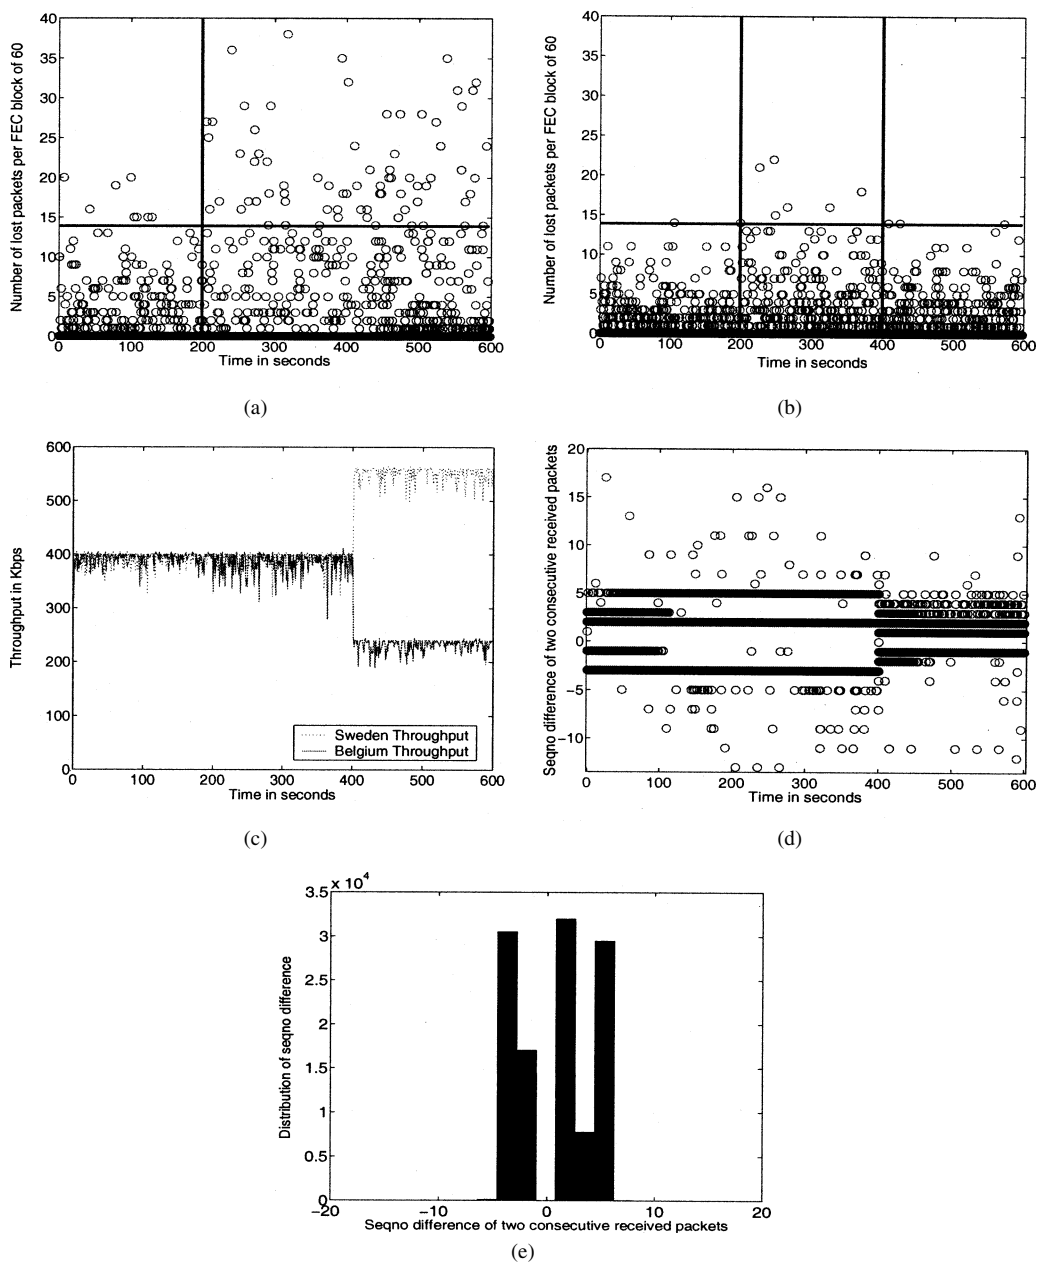 40
35
30
25
20
15
10
5
0
Number of lost packets per FEC block of 60
0 100 200 300 400 500 600
Time in seconds
(a)
40
35
30
25
20
15
10
5
0
Number of lost packets per FEC block of 60
0 100 200 300 400 500 600
Time in seconds
(b)
600
500
400
300
200
100
0
Throughput in Kbps
Sweden Throughput
Belgium Throughput
0 100 200 300 400 500 600
Time in seconds
(c)
20
15
10
5
0
−5
−10
Seqno difference of two consecutive received packets
0 100 200 300 400 500 600
Time in seconds
(d)
3.5 x 10^4
3
2.5
2
1.5
1
0.5
0
Distribution of seqno difference
−20 −10 0 10 20
Seqno difference of two consecutive received packets
(e)